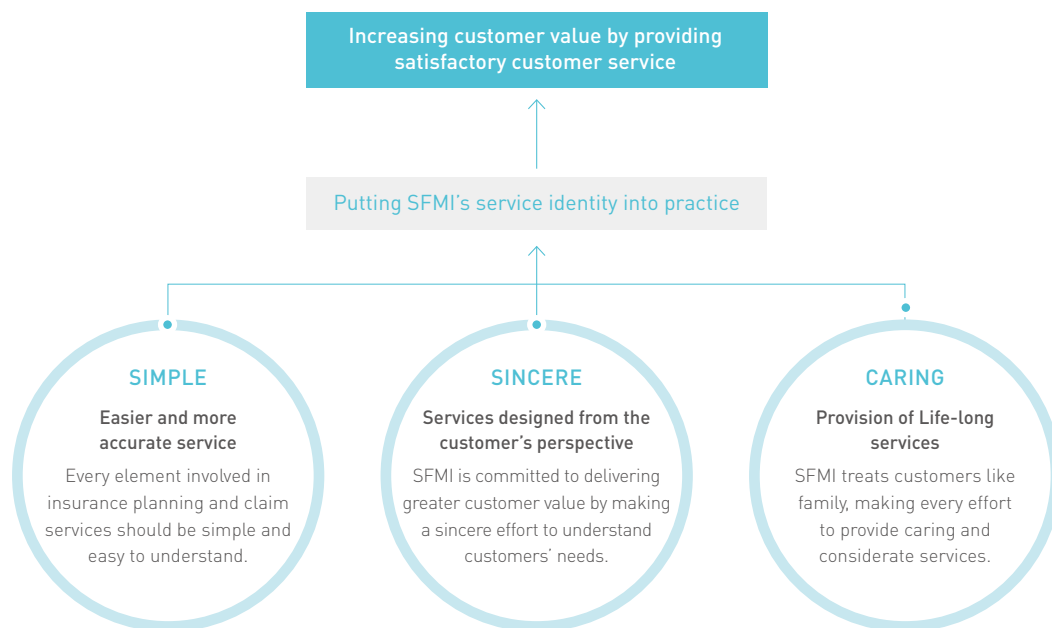 Increasing customer value by providing
satisfactory customer service
Putting SFMI's service identity into practice
SIMPLE
Easier and more
accurate service
Every element involved in
insurance planning and claim
services should be simple and
easy to understand.
SINCERE
Services designed from the
customer's perspective
SFMI is committed to delivering
greater customer value by making
a sincere effort to understand
customers' needs.
CARING
Provision of Life-long
services
SFMI treats customers like
family, making every effort
to provide caring and
considerate services.